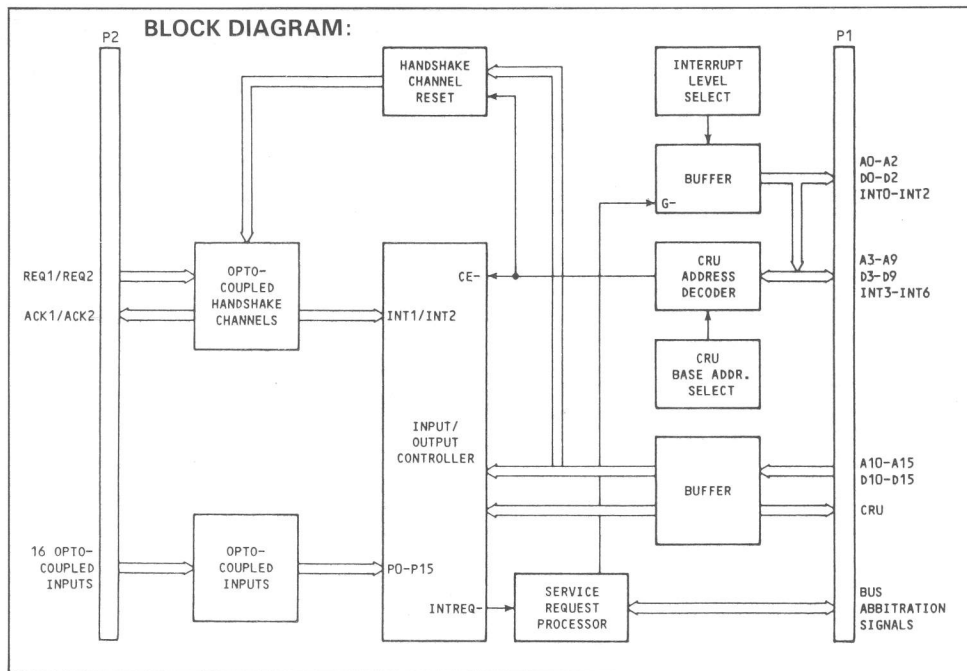 BLOCK DIAGRAM:
P2
P1
HANDSHAKE
CHANNEL
RESET
INTERRUPT
LEVEL
SELECT
BUFFER
G-
A0-A2
D0-D2
INT0-INT2
REQ1/REQ2
ACK1/ACK2
OPTO-
COUPLED
HANDSHAKE
CHANNELS
CE-
INT1/INT2
CRU
ADDRESS
DECODER
A3-A9
D3-D9
INT3-INT6
CRU
BASE ADDR.
SELECT
INPUT/
OUTPUT
CONTROLLER
BUFFER
A10-A15
D10-D15
CRU
16 OPTO-
COUPLED
INPUTS
OPTO-
COUPLED
INPUTS
P0-P15
INTREQ-
SERVICE
REQUEST
PROCESSOR
BUS
ABBITRATION
SIGNALS